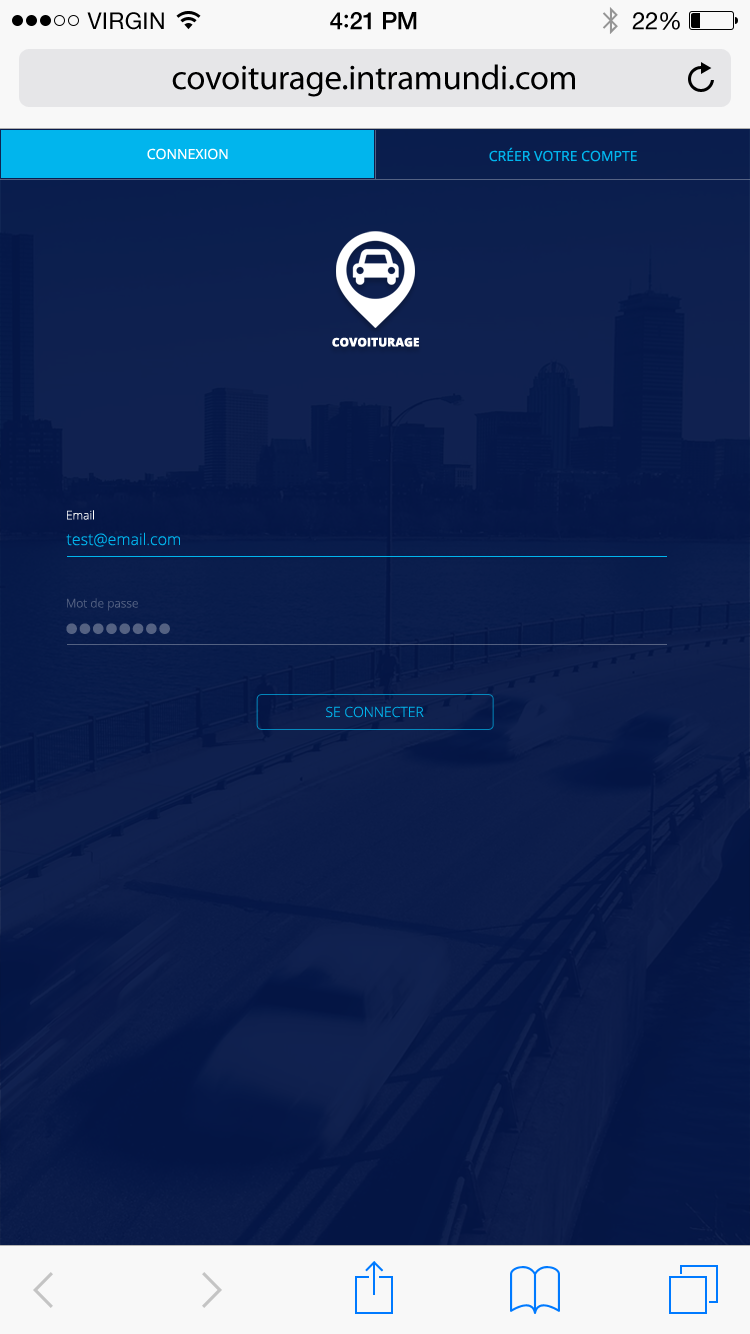 VIRGIN 4:21 PM 22%
covoiturage.intramundi.com
CONNEXION CRÉER VOTRE COMPTE
COVOITURAGE
Email
test@email.com
Mot de passe
SE CONNECTER